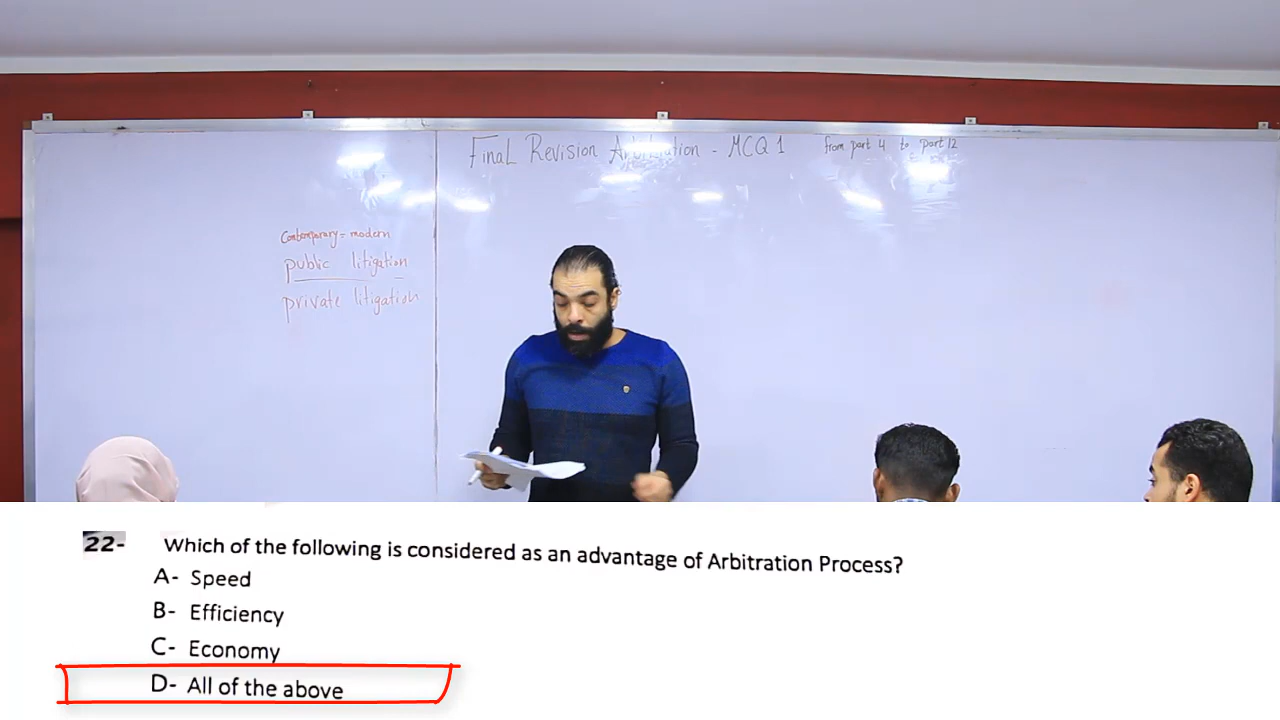 Final Revision Arbitration - MCQ 1 from part 4 to part 12
Contemporary = modern
public litigation
private litigation
22- Which of the following is considered as an advantage of Arbitration Process?
A- Speed
B- Efficiency
C- Economy
D- All of the above